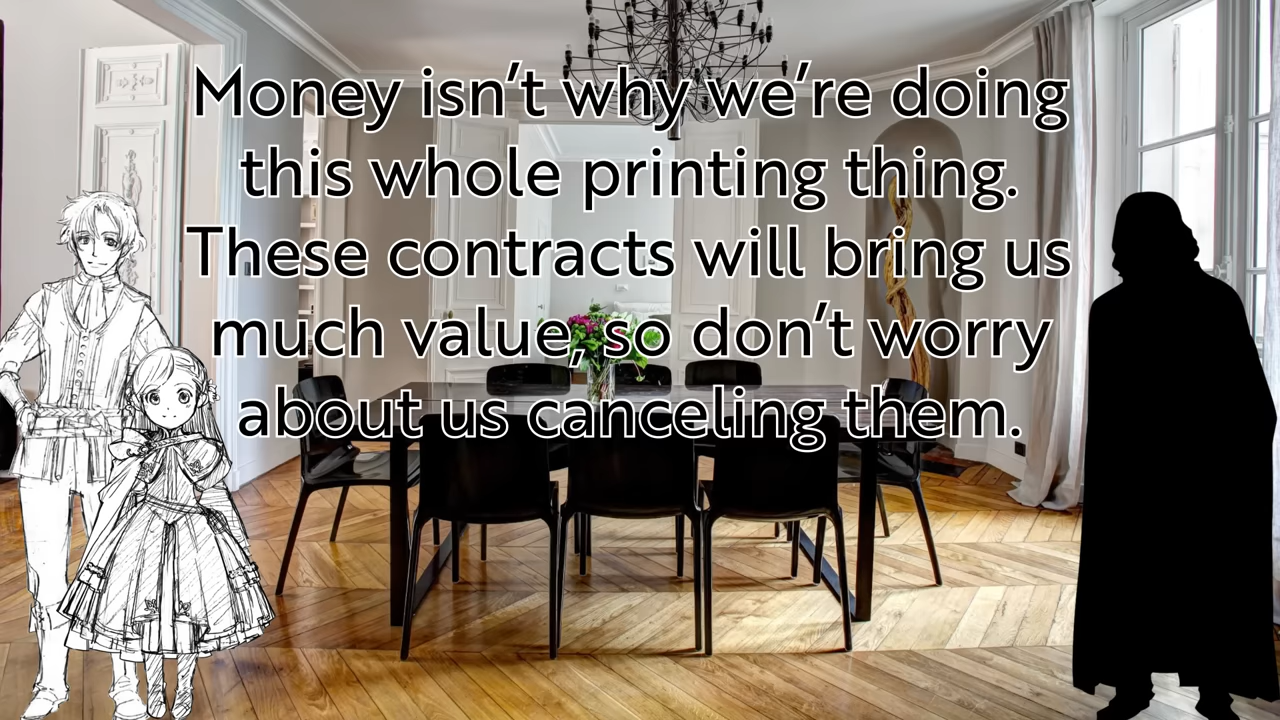 Money isn’t why we’re doing
this whole printing thing.
These contracts will bring us
much value, so don’t worry
about us canceling them.